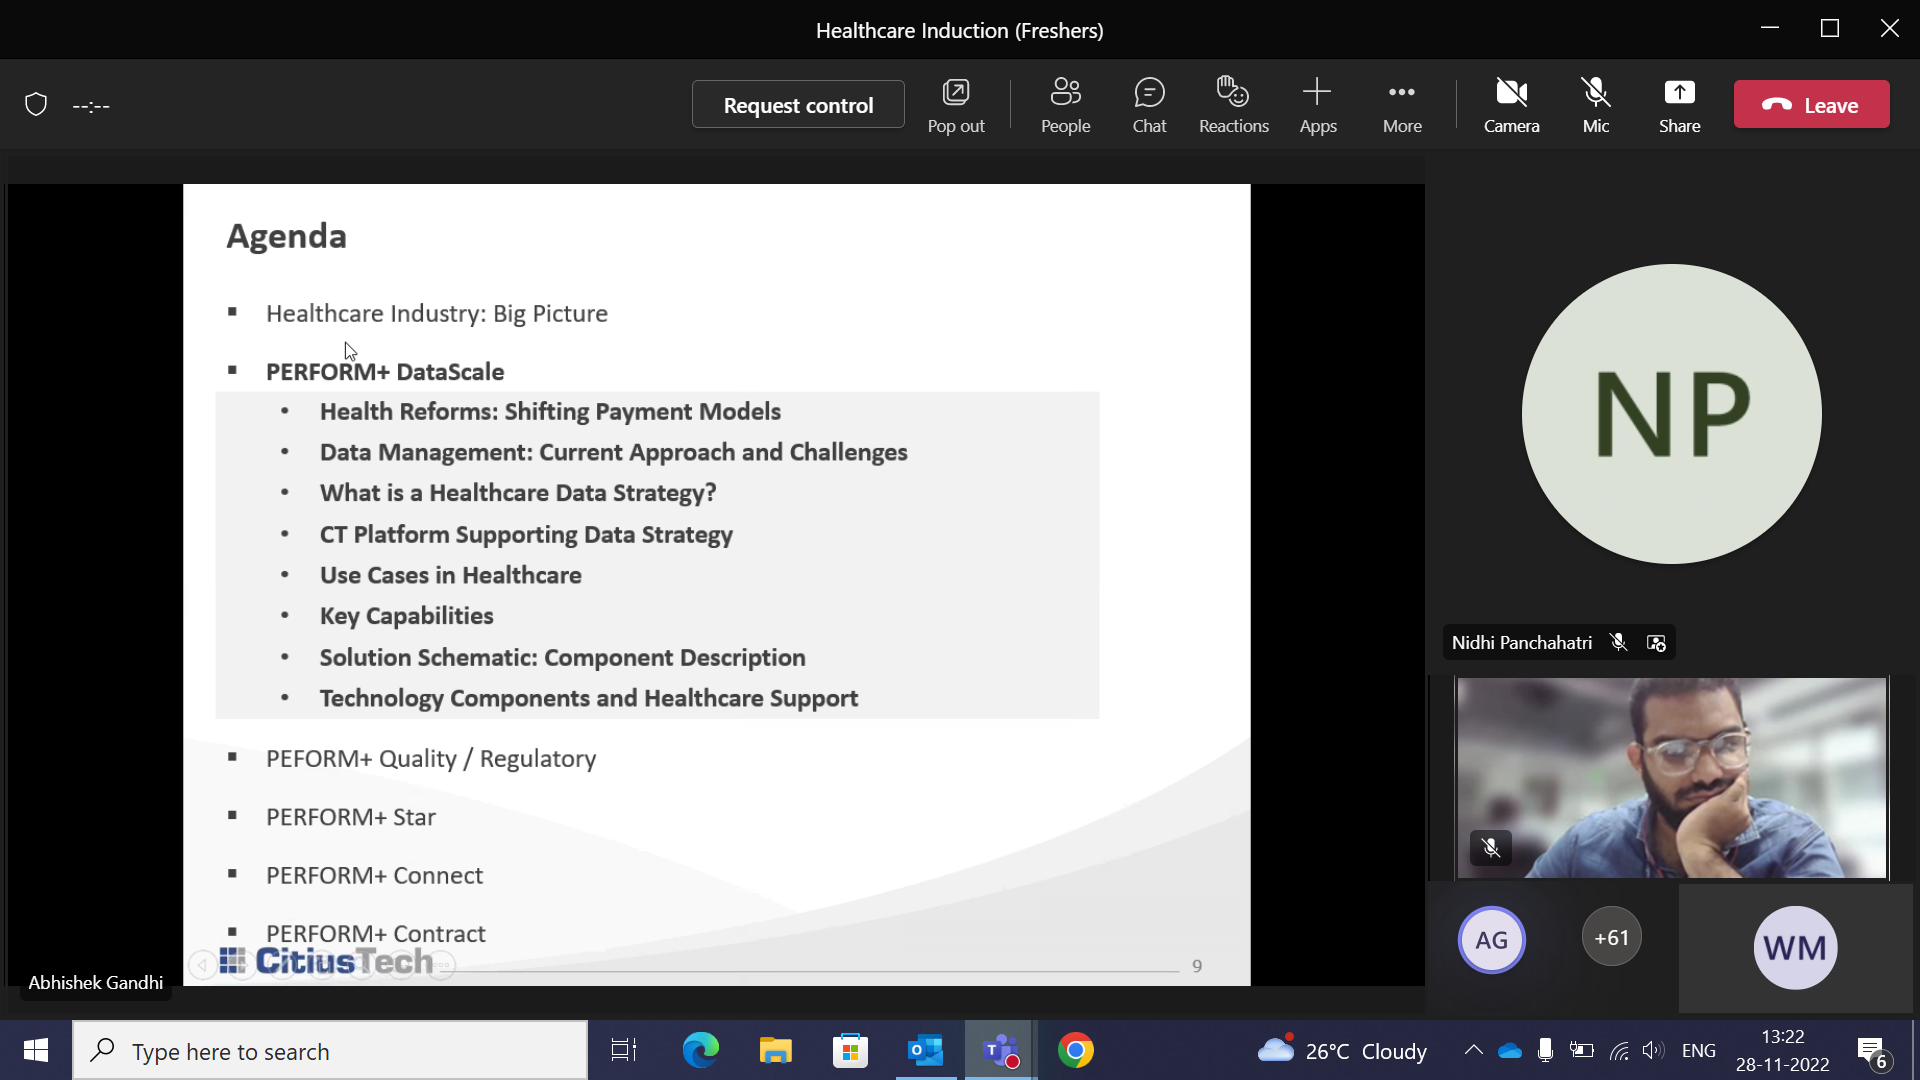 Healthcare Induction (Freshers)
--:--
Request control
Pop out
People
Chat
Reactions
Apps
More
Camera
Mic
Share
Leave
Agenda
Healthcare Industry: Big Picture
PERFORM+ DataScale
Health Reforms: Shifting Payment Models
Data Management: Current Approach and Challenges
What is a Healthcare Data Strategy?
CT Platform Supporting Data Strategy
Use Cases in Healthcare
Key Capabilities
Solution Schematic: Component Description
Technology Components and Healthcare Support
PEFORM+ Quality / Regulatory
PERFORM+ Star
PERFORM+ Connect
PERFORM+ Contract
CitiusTech
9
Abhishek Gandhi
NP
Nidhi Panchahatri
AG
+61
WM
Type here to search
26°C Cloudy
ENG
13:22
28-11-2022
6